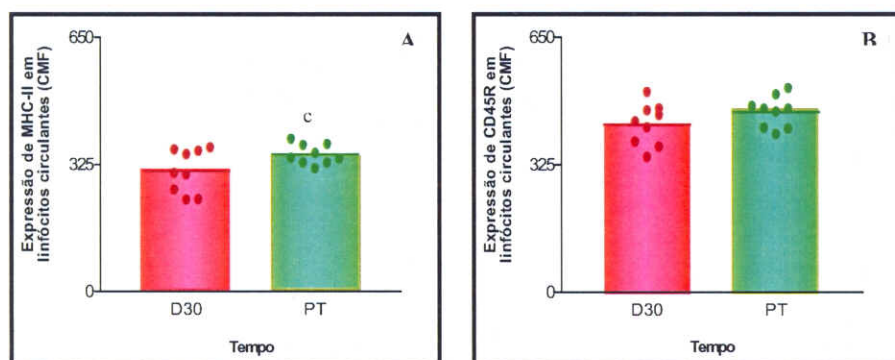 A
650
325
0
Expressão de MHC-II em
linfócitos circulantes (CMF)
c
D30 PT
Tempo
B
650
325
0
Expressão de CD45R em
linfócitos circulantes (CMF)
D30 PT
Tempo